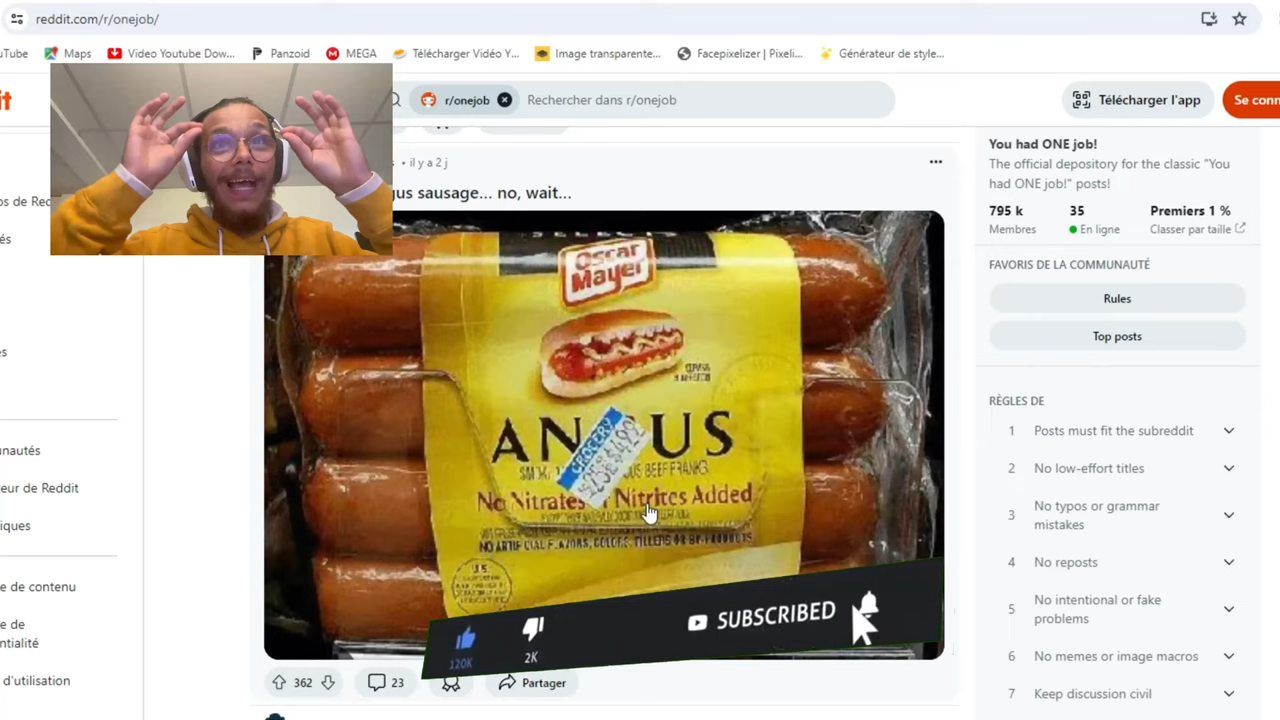 reddit.com/r/onejob/
uTube
Maps
Video Youtube Dow...
Panzoid
MEGA
Télécharger Vidéo Y...
Image transparente...
Facepixelizer | Pixeli...
Générateur de style...
it
r/onejob
Rechercher dans r/onejob
Télécharger l'app
Se conn
• il y a 2 j
gus sausage... no, wait...
os de Red
és
s
nautés
leur de Reddit
iques
e de contenu
e de
ntialité
d'utilisation
SELECT
Oscar
Mayer
AN US
BEEF FRANKS
GROCERY
No Nitrates Nitrites Added
NO ARTIFICIAL FLAVORS, COLORS, FILLERS OR BY-PRODUCTS
U.S.
120K
2K
SUBSCRIBED
362
23
Partager
You had ONE job!
The official depository for the classic "You
had ONE job!" posts!
795 k 35 Premiers 1 %
Membres En ligne Classer par taille
FAVORIS DE LA COMMUNAUTÉ
Rules
Top posts
RÈGLES DE
1 Posts must fit the subreddit
2 No low-effort titles
3 No typos or grammar
mistakes
4 No reposts
5 No intentional or fake
problems
6 No memes or image macros
7 Keep discussion civil